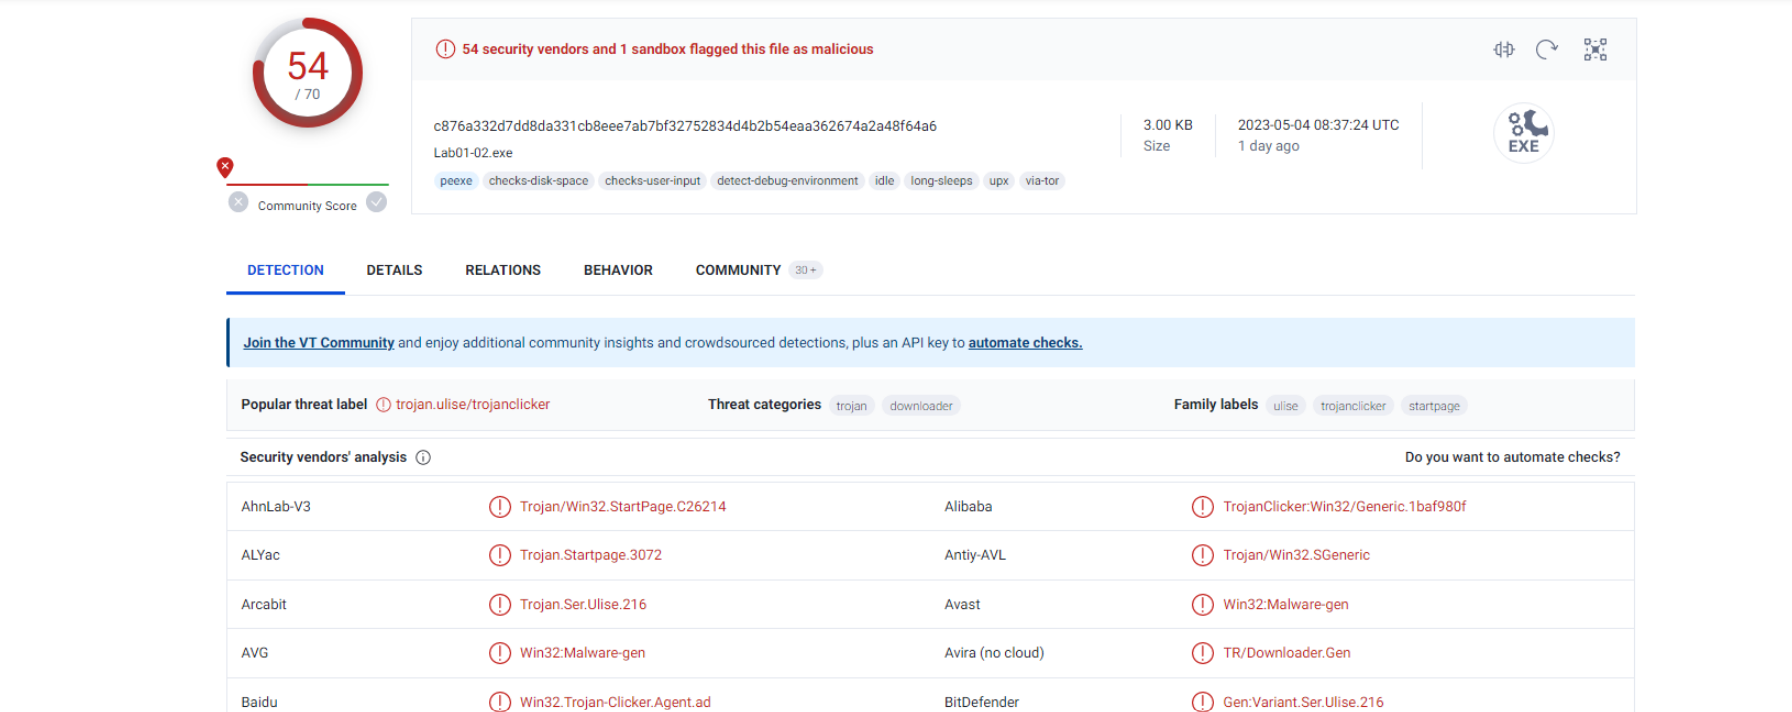 54
/ 70
Community Score
54 security vendors and 1 sandbox flagged this file as malicious
c876a332d7dd8da331cb8eee7ab7bf32752834d4b2b54eaa362674a2a48f64a6
Lab01-02.exe
peexe checks-disk-space checks-user-input detect-debug-environment idle long-sleeps upx via-tor
3.00 KB
Size
2023-05-04 08:37:24 UTC
1 day ago
EXE
DETECTION DETAILS RELATIONS BEHAVIOR COMMUNITY 30 +
Join the VT Community and enjoy additional community insights and crowdsourced detections, plus an API key to automate checks.
Popular threat label trojan.ulise/trojanclicker Threat categories trojan downloader Family labels ulise trojanclicker startpage
Security vendors' analysis Do you want to automate checks?
AhnLab-V3 Trojan/Win32.StartPage.C26214 Alibaba TrojanClicker:Win32/Generic.1baf980f
ALYac Trojan.Startpage.3072 Antiy-AVL Trojan/Win32.SGeneric
Arcabit Trojan.Ser.Ulise.216 Avast Win32:Malware-gen
AVG Win32:Malware-gen Avira (no cloud) TR/Downloader.Gen
Baidu Win32.Trojan-Clicker.Agent.ad BitDefender Gen:Variant.Ser.Ulise.216